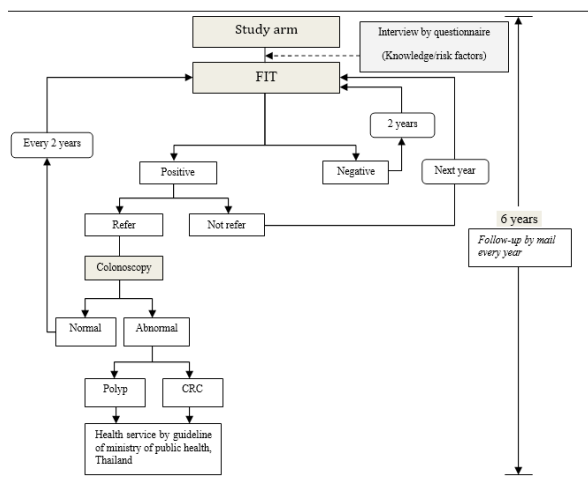 Study arm
Interview by questionnaire
(Knowledge/risk factors)
FIT
Every 2 years
2 years
Positive
Negative
Next year
Refer
Not refer
6 years
Follow-up by mail
every year
Colonoscopy
Normal
Abnormal
Polyp
CRC
Health service by guideline
of ministry of public health,
Thailand